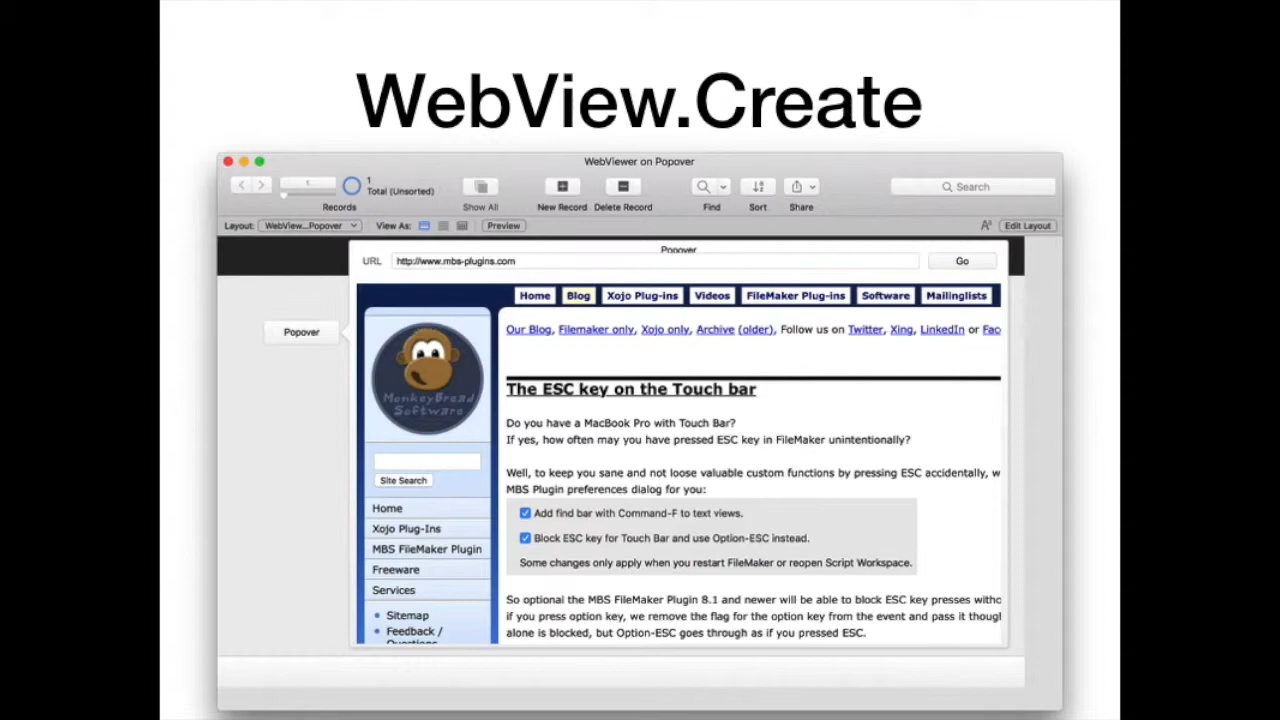 WebView.Create
WebViewer on Popover
1
1
Total (Unsorted)
Records
Show All
New Record
Delete Record
Find
Sort
Share
Search
Layout:
WebView...Popover
View As:
Preview
Edit Layout
Popover
URL
http://www.mbs-plugins.com
Go
Home
Blog
Xojo Plug-ins
Videos
FileMaker Plug-ins
Software
Mailinglists
Popover
MonkeyBread
Software
Our Blog, Filemaker only, Xojo only, Archive (older), Follow us on Twitter, Xing, LinkedIn or Fac
The ESC key on the Touch bar
Do you have a MacBook Pro with Touch Bar?
If yes, how often may you have pressed ESC key in FileMaker unintentionally?
Well, to keep you sane and not loose valuable custom functions by pressing ESC accidentally, w
MBS Plugin preferences dialog for you:
Add find bar with Command-F to text views.
Block ESC key for Touch Bar and use Option-ESC instead.
Some changes only apply when you restart FileMaker or reopen Script Workspace.
So optional the MBS FileMaker Plugin 8.1 and newer will be able to block ESC key presses witho
if you press option key, we remove the flag for the option key from the event and pass it though
alone is blocked, but Option-ESC goes through as if you pressed ESC.
Site Search
Home
Xojo Plug-Ins
MBS FileMaker Plugin
Freeware
Services
Sitemap
Feedback /
Questions